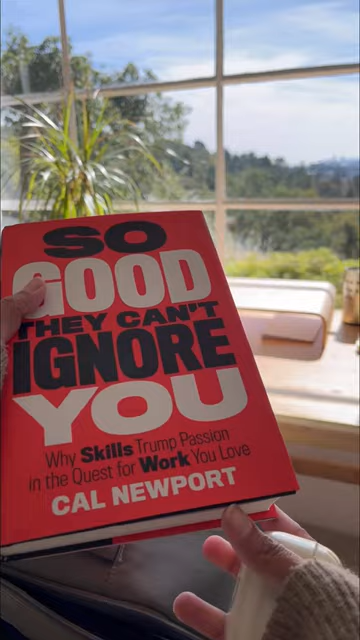 SO
GOOD
THEY CAN'T
IGNORE
YOU
Why Skills Trump Passion
in the Quest for Work You Love
CAL NEWPORT